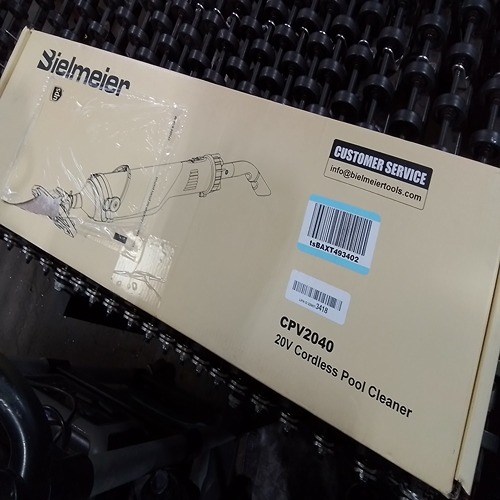 Bielmeier
CUSTOMER SERVICE
info@bielmeiertools.com
tsBAXT493402
3418
CPV2040
20V Cordless Pool Cleaner